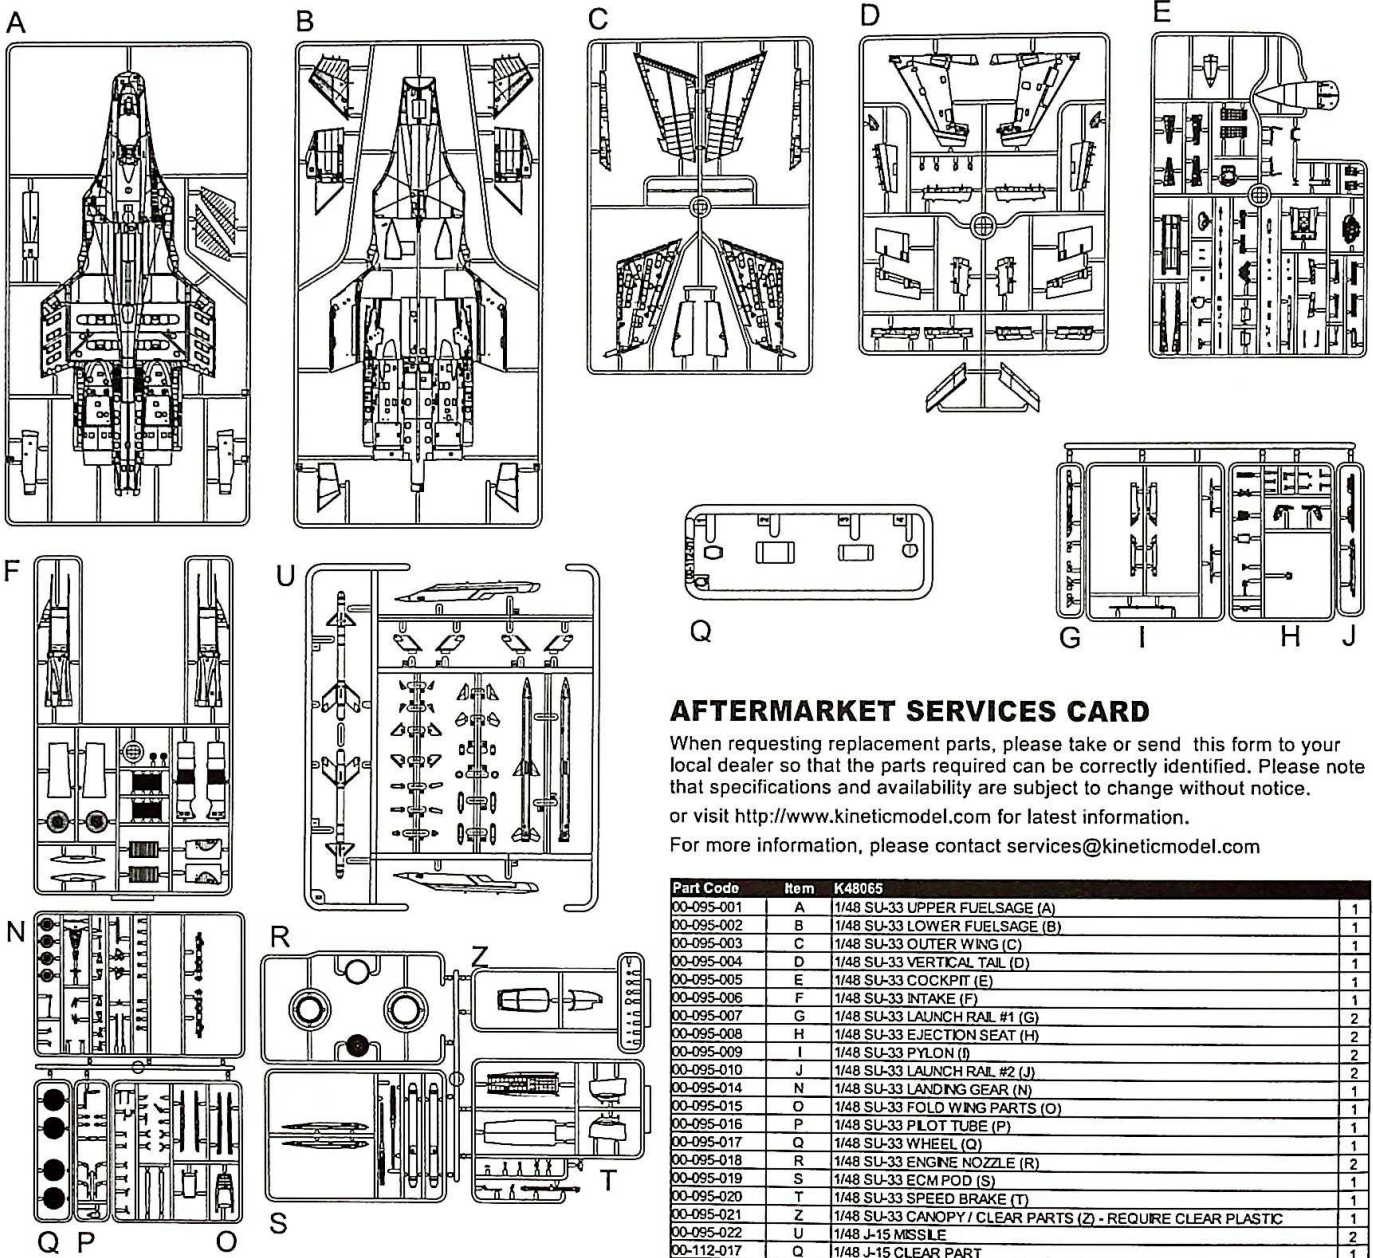 A
B
C
D
E
F
U
1 2 3 4
00-112-017
Q
G I H J
AFTERMARKET SERVICES CARD
When requesting replacement parts, please take or send this form to your
local dealer so that the parts required can be correctly identified. Please note
that specifications and availability are subject to change without notice.
or visit http://www.kineticmodel.com for latest information.
For more information, please contact services@kineticmodel.com
Part Code Item K48065
00-095-001 A 1/48 SU-33 UPPER FUELSAGE (A) 1
00-095-002 B 1/48 SU-33 LOWER FUELSAGE (B) 1
00-095-003 C 1/48 SU-33 OUTER WING (C) 1
00-095-004 D 1/48 SU-33 VERTICAL TAIL (D) 1
00-095-005 E 1/48 SU-33 COCKPIT (E) 1
00-095-006 F 1/48 SU-33 INTAKE (F) 1
00-095-007 G 1/48 SU-33 LAUNCH RAIL #1 (G) 2
00-095-008 H 1/48 SU-33 EJECTION SEAT (H) 2
00-095-009 I 1/48 SU-33 PYLON (I) 2
00-095-010 J 1/48 SU-33 LAUNCH RAIL #2 (J) 2
00-095-014 N 1/48 SU-33 LANDING GEAR (N) 1
00-095-015 O 1/48 SU-33 FOLD WING PARTS (O) 1
00-095-016 P 1/48 SU-33 PILOT TUBE (P) 1
00-095-017 Q 1/48 SU-33 WHEEL (Q) 1
00-095-018 R 1/48 SU-33 ENGINE NOZZLE (R) 2
00-095-019 S 1/48 SU-33 ECM POD (S) 1
00-095-020 T 1/48 SU-33 SPEED BRAKE (T) 1
00-095-021 Z 1/48 SU-33 CANOPY / CLEAR PARTS (Z) - REQUIRE CLEAR PLASTIC 1
00-095-022 U 1/48 J-15 MISSILE 2
00-112-017 Q 1/48 J-15 CLEAR PART 1
N
R
Z
S
T
Q P O